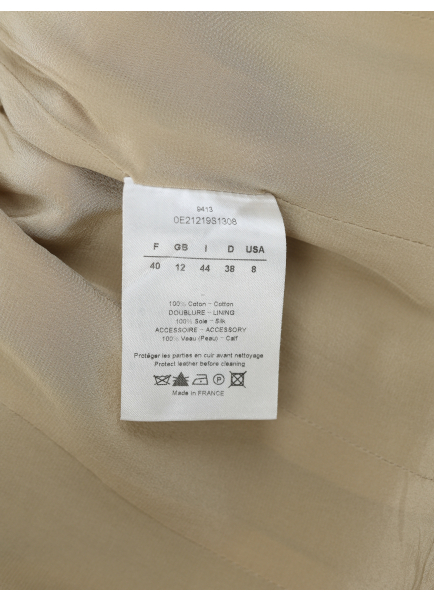 9413
0E21219S1308
F GB I D USA
40 12 44 38 8
100% Coton - Cotton
DOUBLURE - LINING
100% Soie - Silk
ACCESSOIRE - ACCESSORY
100% Veau (Peau) - Calf
Protéger les parties en cuir avant nettoyage
Protect leather before cleaning
P
Made in FRANCE